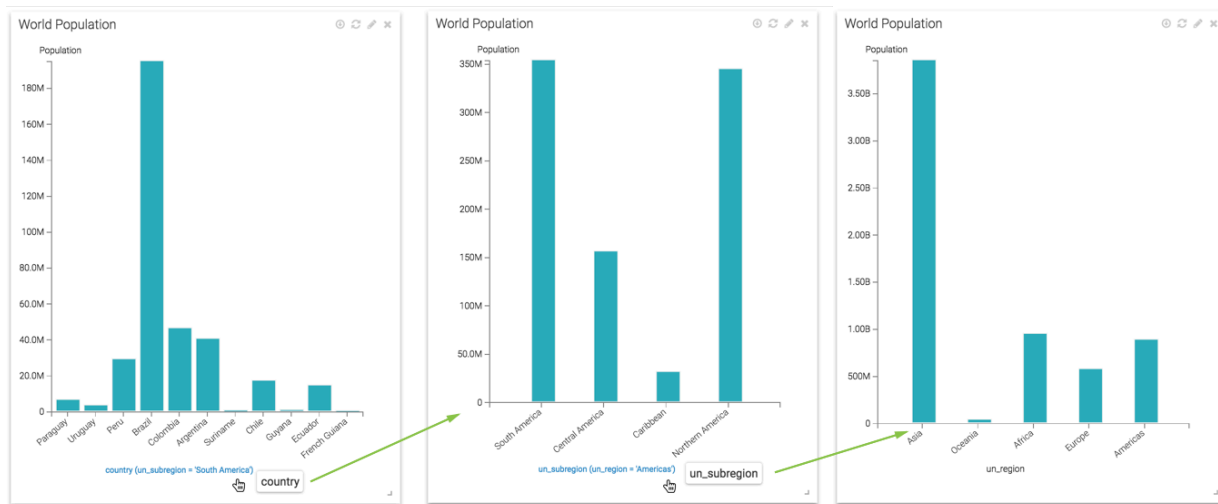 World Population
Population
180M
160M
140M
120M
100M
80.0M
60.0M
40.0M
20.0M
0
Paraguay
Uruguay
Peru
Brazil
Colombia
Argentina
Suriname
Chile
Guyana
Ecuador
French Guiana
country (un_subregion = 'South America')
country
World Population
Population
350M
300M
250M
200M
150M
100M
50.0M
0
South America
Central America
Caribbean
Northern America
un_subregion (un_region = 'Americas')
un_subregion
World Population
Population
3.50B
3.00B
2.50B
2.00B
1.50B
1.00B
500M
0
Asia
Oceania
Africa
Europe
Americas
un_region